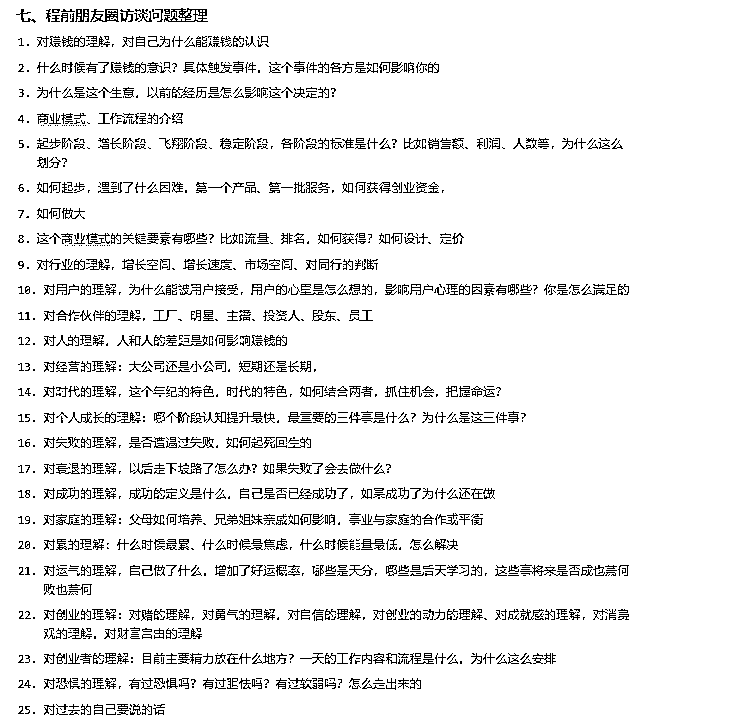 七、程前朋友圈访谈问题整理
1. 对赚钱的理解，对自己为什么能赚钱的认识
2. 什么时候有了赚钱的意识？具体触发事件，这个事件的各方是如何影响你的
3. 为什么是这个生意，以前的经历是怎么影响这个决定的？
4. 商业模式、工作流程的介绍
5. 起步阶段、增长阶段、飞翔阶段、稳定阶段，各阶段的标准是什么？比如销售额、利润、人数等，为什么这么
划分？
6. 如何起步，遇到了什么困难，第一个产品、第一批服务，如何获得创业资金，
7. 如何做大
8. 这个商业模式的关键要素有哪些？比如流量、排名，如何获得？如何设计、定价
9. 对行业的理解，增长空间、增长速度、市场空间、对同行的判断
10. 对用户的理解，为什么能被用户接受，用户的心里是怎么想的，影响用户心理的因素有哪些？你是怎么满足的
11. 对合作伙伴的理解，工厂、明星、主播、投资人、股东、员工
12. 对人的理解，人和人的差距是如何影响赚钱的
13. 对经营的理解：大公司还是小公司，短期还是长期，
14. 对时代的理解，这个年纪的特色，时代的特色，如何结合两者，抓住机会，把握命运？
15. 对个人成长的理解：哪个阶段认知提升最快，最重要的三件事是什么？为什么是这三件事？
16. 对失败的理解，是否遭遇过失败，如何起死回生的
17. 对衰退的理解，以后走下坡路了怎么办？如果失败了会去做什么？
18. 对成功的理解，成功的定义是什么，自己是否已经成功了，如果成功了为什么还在做
19. 对家庭的理解：父母如何培养、兄弟姐妹亲戚如何影响，事业与家庭的合作或平衡
20. 对累的理解：什么时候最累、什么时候最焦虑，什么时候能量最低，怎么解决
21. 对运气的理解，自己做了什么，增加了好运概率，哪些是天分，哪些是后天学习的，这些事将来是否成也萧何
败也萧何
22. 对创业的理解：对赌的理解，对勇气的理解，对自信的理解，对创业的动力的理解、对成就感的理解，对消费
观的理解，对财富自由的理解
23. 对创业者的理解：目前主要精力放在什么地方？一天的工作内容和流程是什么，为什么这么安排
24. 对恐惧的理解，有过恐惧吗？有过胆怯吗？有过软弱吗？怎么走出来的
25. 对过去的自己要说的话